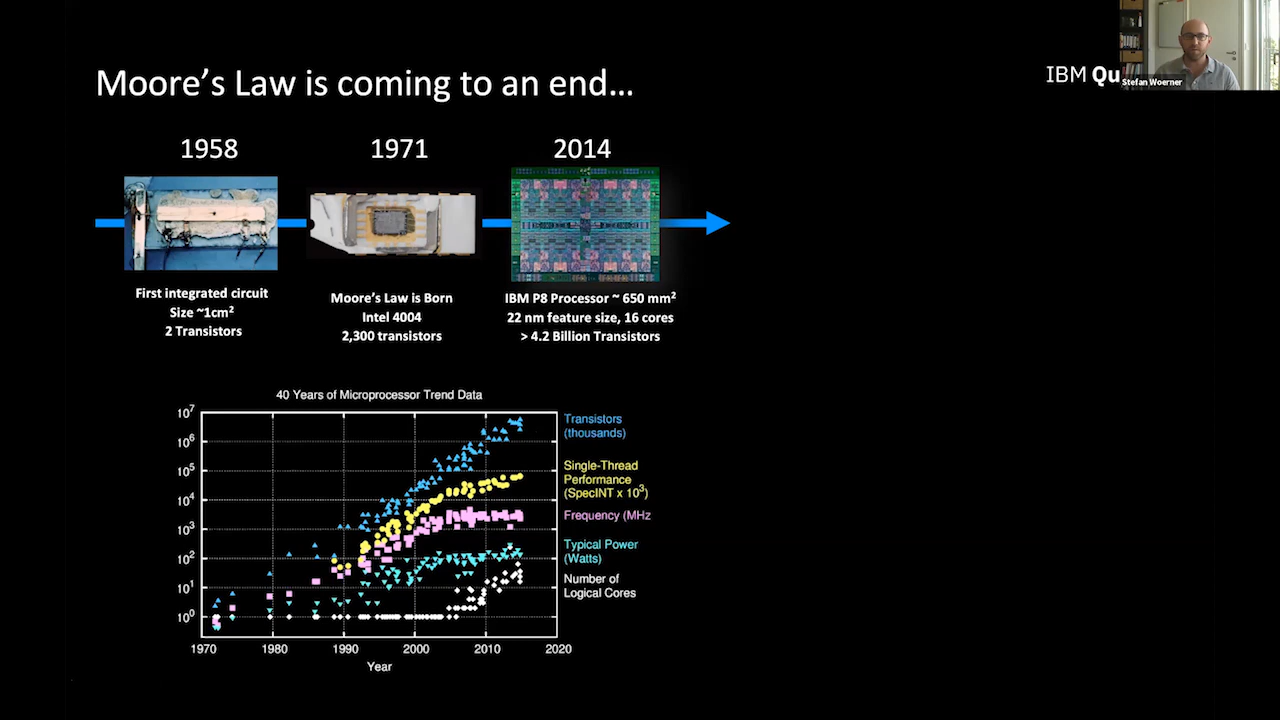 Moore’s Law is coming to an end…
IBM Qu
Stefan Woerner
1958
1971
2014
First integrated circuit
Size ~1cm²
2 Transistors
Moore’s Law is Born
Intel 4004
2,300 transistors
IBM P8 Processor ~ 650 mm²
22 nm feature size, 16 cores
> 4.2 Billion Transistors
40 Years of Microprocessor Trend Data
10⁷
10⁶
10⁵
10⁴
10³
10²
10¹
10⁰
1970
1980
1990
2000
2010
2020
Year
Transistors
(thousands)
Single-Thread
Performance
(SpecINT x 10³)
Frequency (MHz
Typical Power
(Watts)
Number of
Logical Cores